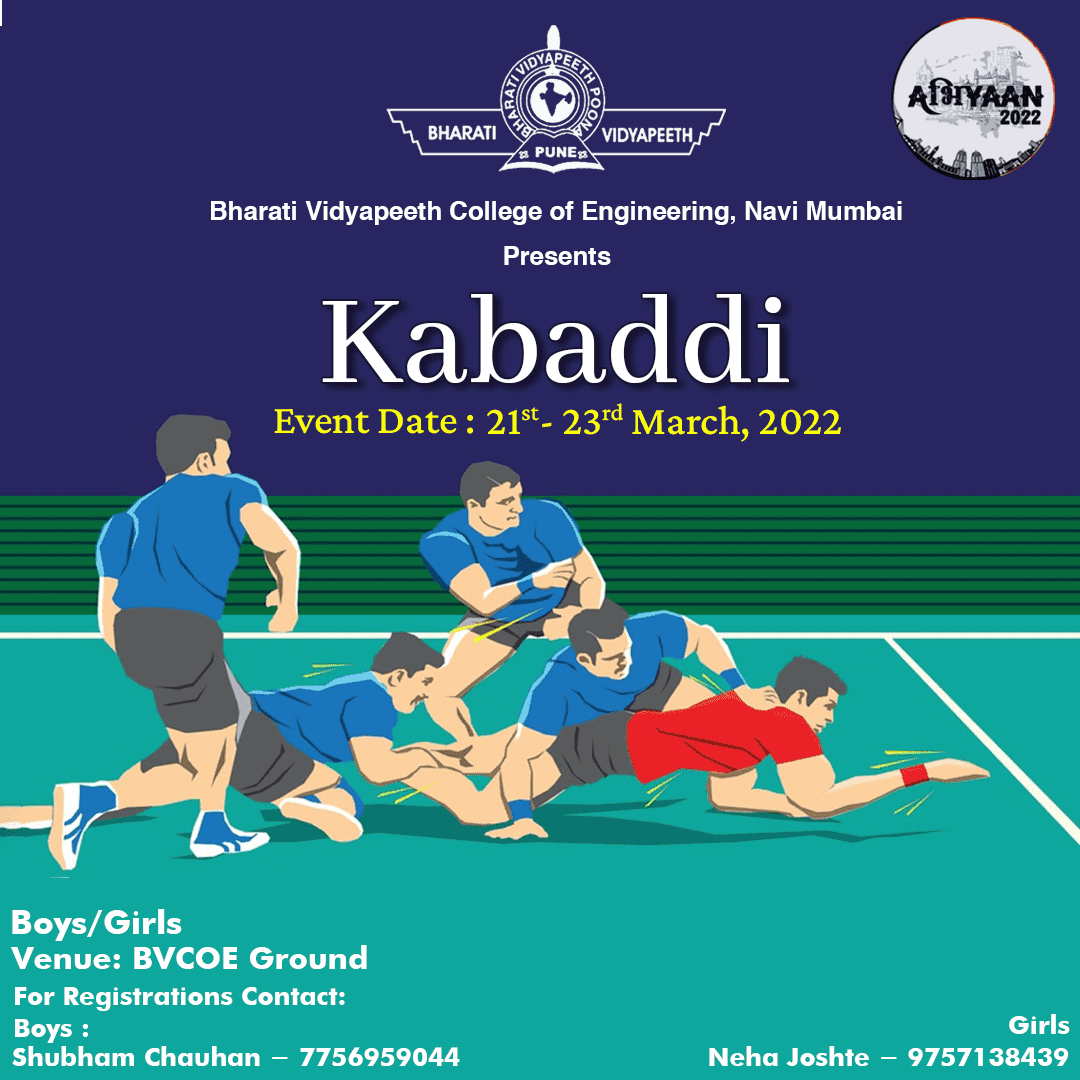 BHARATI VIDYAPEETH POONA
BHARATI
VIDYAPEETH
PUNE
अभिYAAN
2022
Bharati Vidyapeeth College of Engineering, Navi Mumbai
Presents
Kabaddi
Event Date : 21st- 23rd March, 2022
Boys/Girls
Venue: BVCOE Ground
For Registrations Contact:
Boys :
Shubham Chauhan – 7756959044
Girls
Neha Joshte – 9757138439